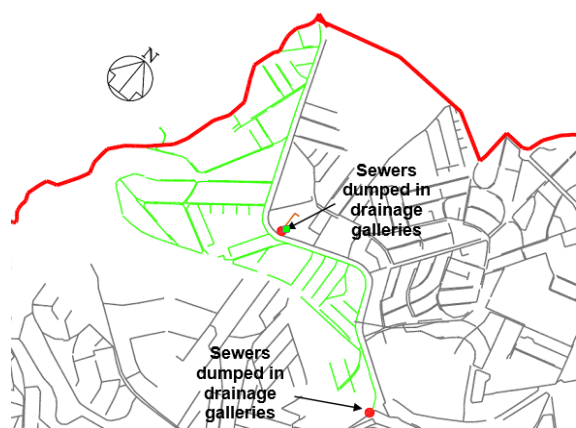 N
Sewers
dumped in
drainage
galleries
Sewers
dumped in
drainage
galleries